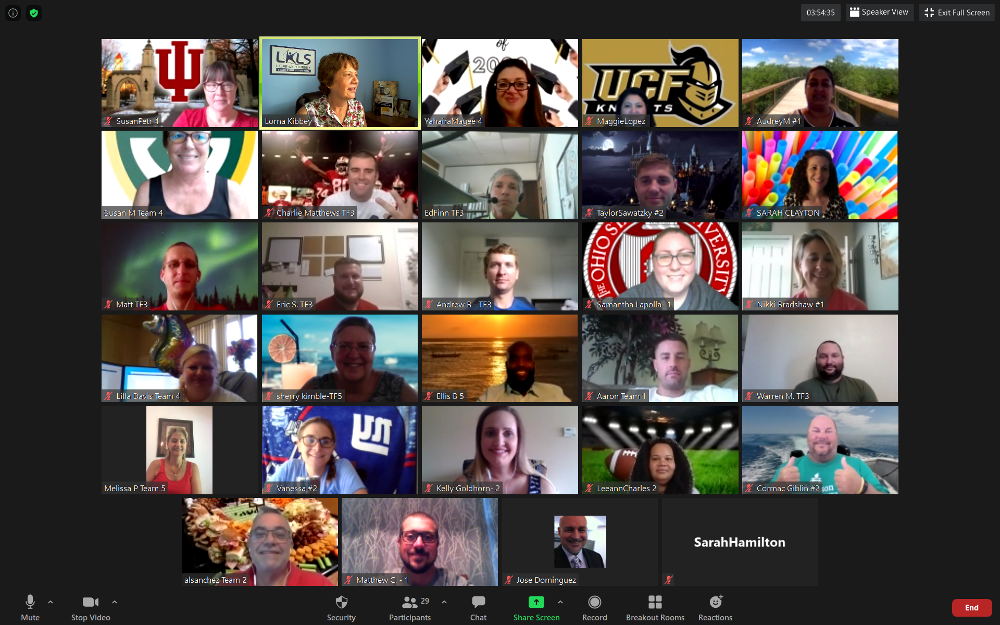 03:54:35
Speaker View
Exit Full Screen
SusanPetr 4
LKLS
LORNA KIBBEY
LEADERSHIP SOLUTIONS
Lorna Kibbey
of
YahairaMagee 4
UCF
MaggieLopez
AudreyM #1
Susan M Team 4
Charlie Matthews TF3
EdFinn TF3
TaylorSawatzky #2
SARAH CLAYTON
Matt TF3
Eric S. TF3
Andrew B - TF3
THE OHIO
Samantha Lapolla- 1
Nikki Bradshaw #1
Lilla Davis Team 4
sherry kimble-TF5
Ellis B 5
Aaron Team 1
Warren M. TF3
Melissa P Team 5
Vanessa #2
Kelly Goldhorn- 2
LeeannCharles 2
Cormac Giblin #2
alsanchez Team 2
Matthew C. - 1
Jose Dominguez
SarahHamilton
Mute
Stop Video
Security
29
Participants
Chat
Share Screen
Record
Breakout Rooms
Reactions
End